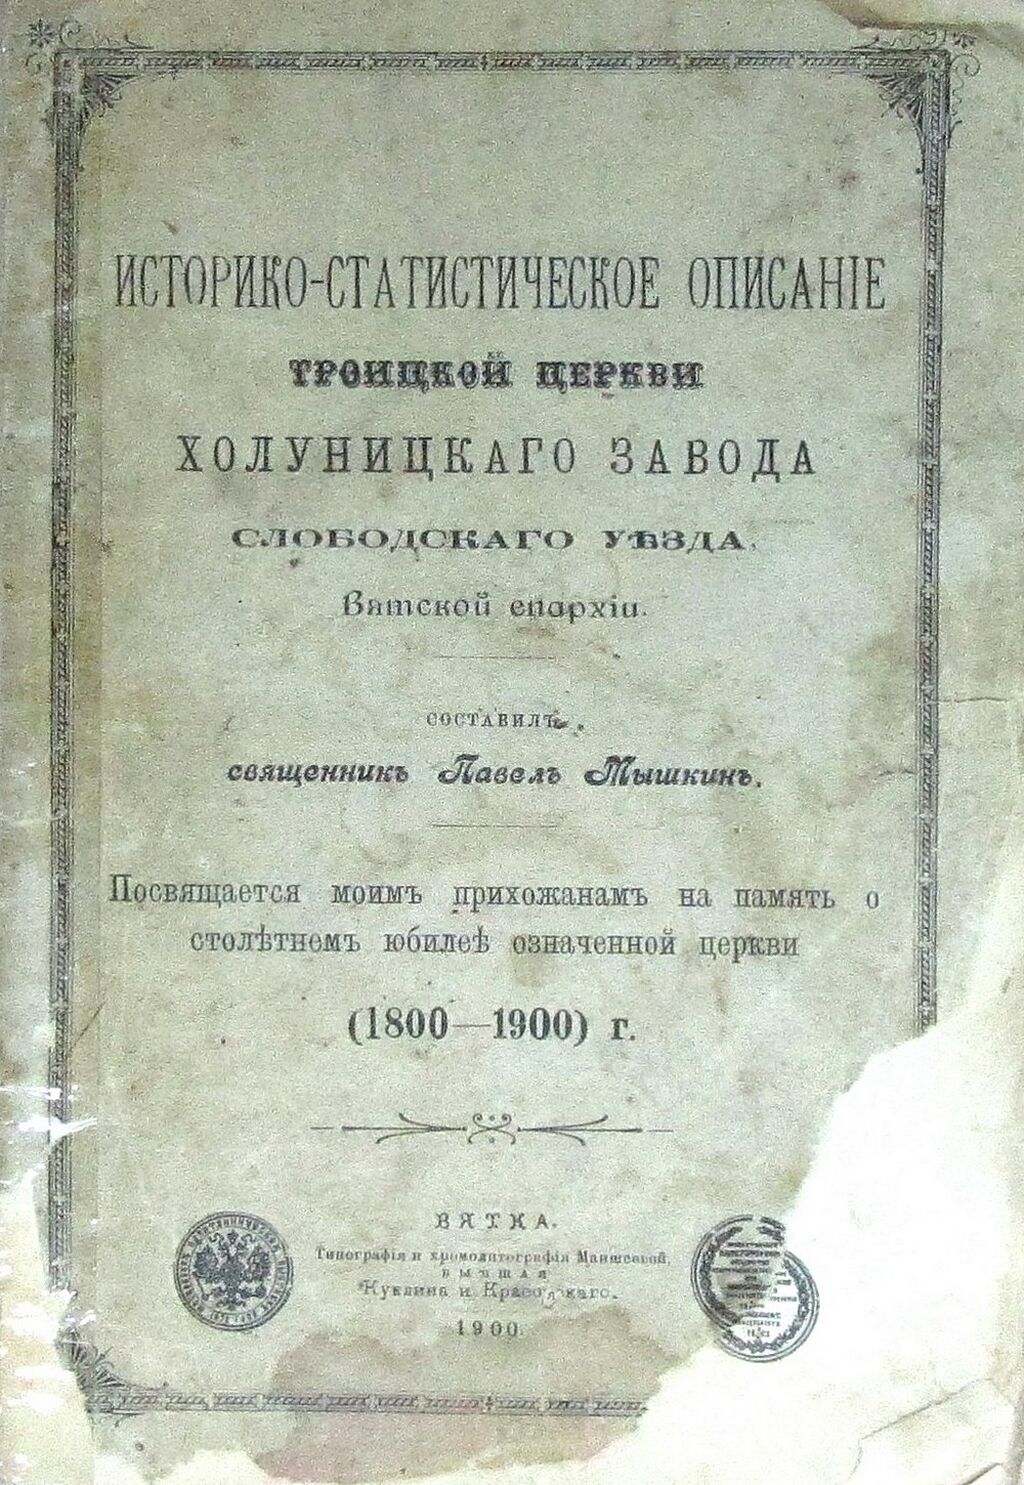 ИСТОРИКО-СТАТИСТИЧЕСКОЕ ОПИСАНІЕ
ТРОИЦКОЙ ЦЕРКВИ
ХОЛУНИЦКАГО ЗАВОДА
СЛОБОДСКАГО УѢЗДА,
Вятской епархіи.
СОСТАВИЛЪ
священникъ Павелъ Мышкинъ.
Посвящается моимъ прихожанамъ на память о
столѣтнемъ юбилеѣ означенной церкви
(1800—1900) г.
ВЯТКА.
Типографія и хромолитографія Маишеевой,
БЫВШАЯ
Куклина и Красовскаго.
1900.